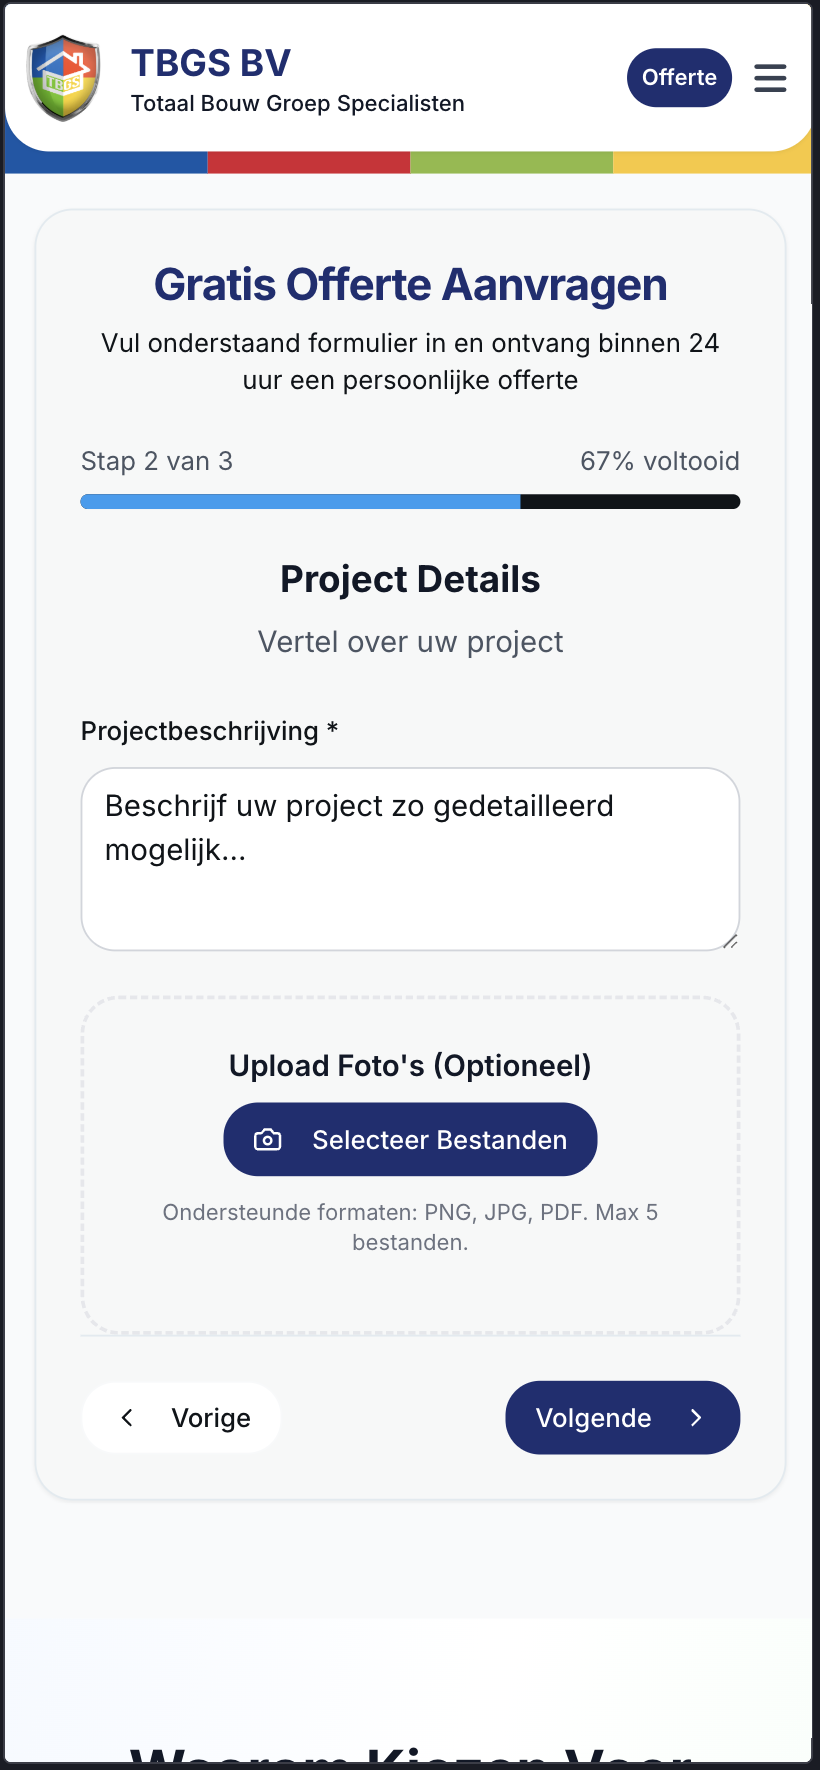 TBGS
TBGS BV
Totaal Bouw Groep Specialisten
Offerte
Gratis Offerte Aanvragen
Vul onderstaand formulier in en ontvang binnen 24
uur een persoonlijke offerte
Stap 2 van 3
67% voltooid
Project Details
Vertel over uw project
Projectbeschrijving *
Beschrijf uw project zo gedetailleerd
mogelijk...
Upload Foto's (Optioneel)
Selecteer Bestanden
Ondersteunde formaten: PNG, JPG, PDF. Max 5
bestanden.
Vorige
Volgende
Waarom Kiezen Voor